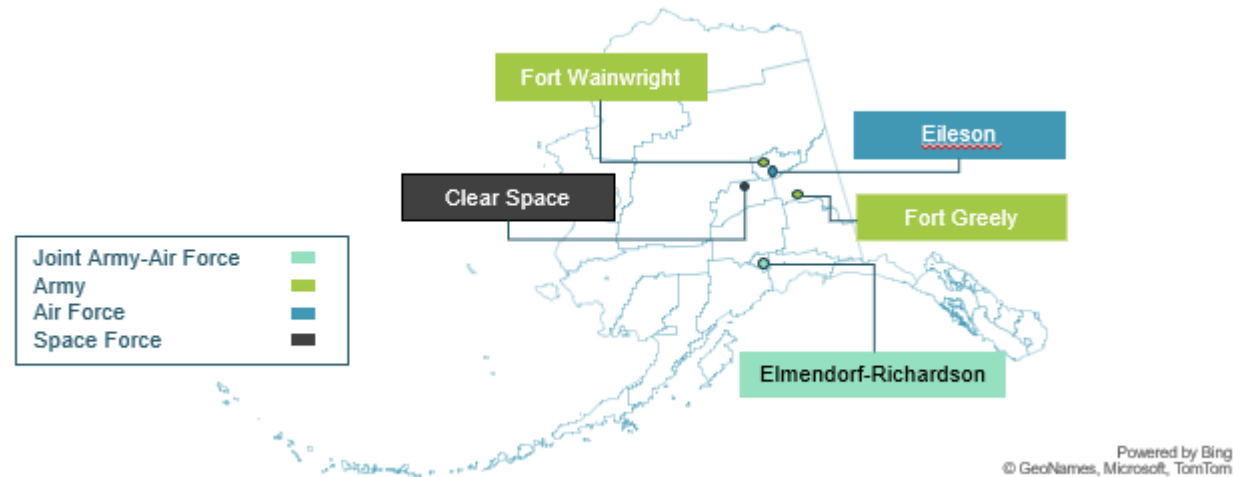 Fort Wainwright
Eileson
Clear Space
Fort Greely
Joint Army-Air Force
Army
Air Force
Space Force
Elmendorf-Richardson
Powered by Bing
© GeoNames, Microsoft, TomTom